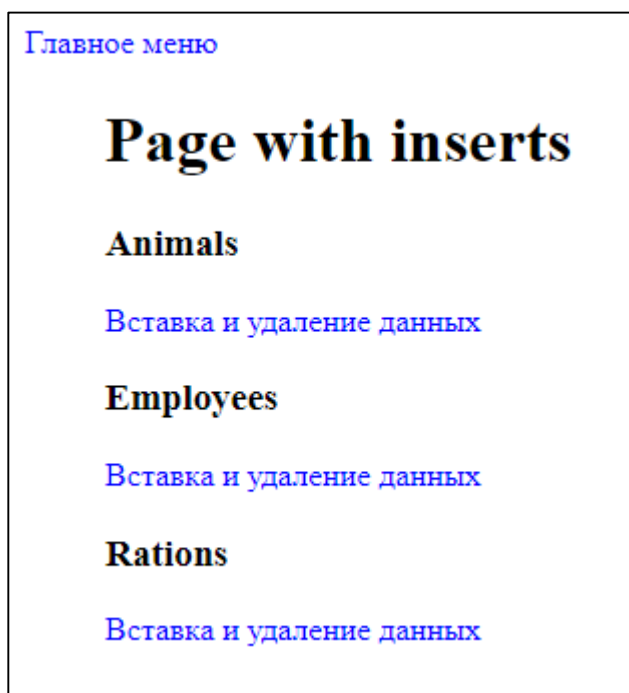 Главное меню
Page with inserts
Animals
Вставка и удаление данных
Employees
Вставка и удаление данных
Rations
Вставка и удаление данных